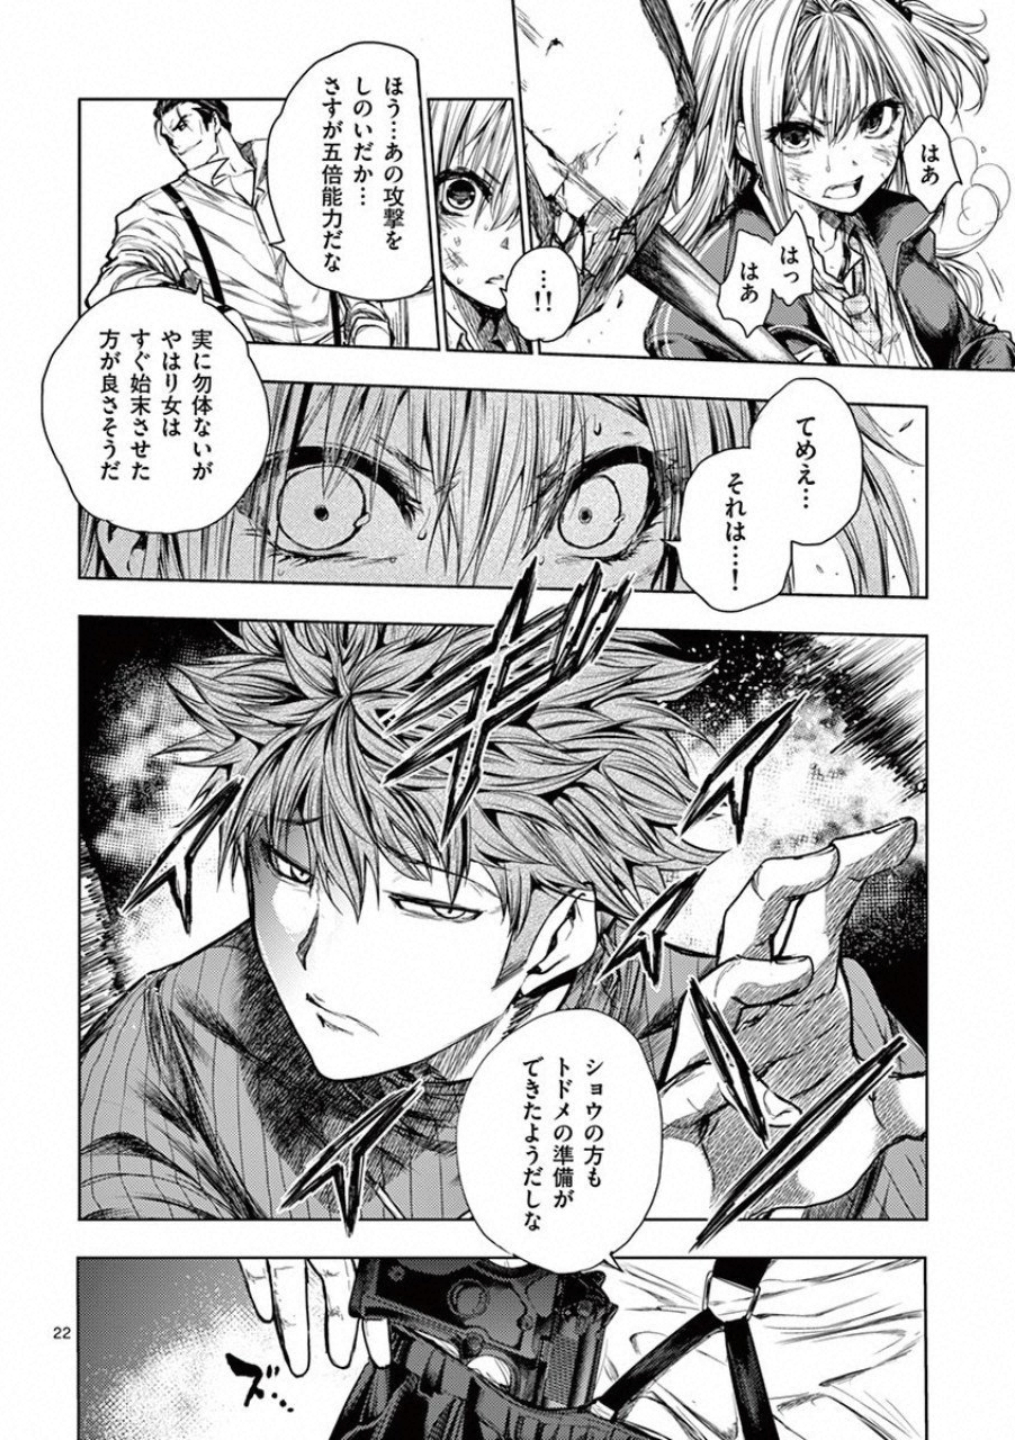 はあ
はっ
はあ
…!!
ほう…あの攻撃を
しのいだか…
さすが五倍能力だな
てめえ…
それは…!
実に勿体ないが
やはり女は
すぐ始末させた
方が良さそうだ
ショウの方も
トドメの準備が
できたようだしな
ズ…
22